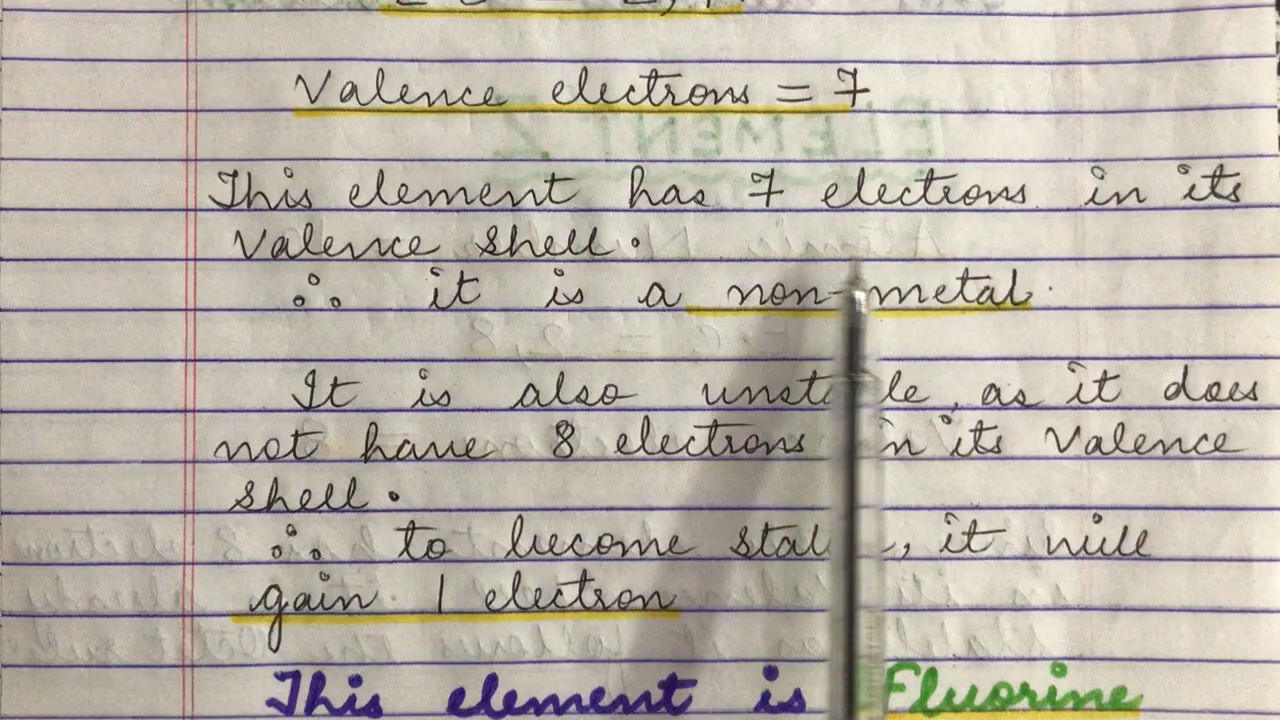 Valence electrons = 7
This element has 7 electrons in its
valence shell.
∴ it is a non-metal.
It is also , as it does
not have 8 electrons in its valence
shell.
∴ to become , it will
gain 1 electron
This element is Fluorine